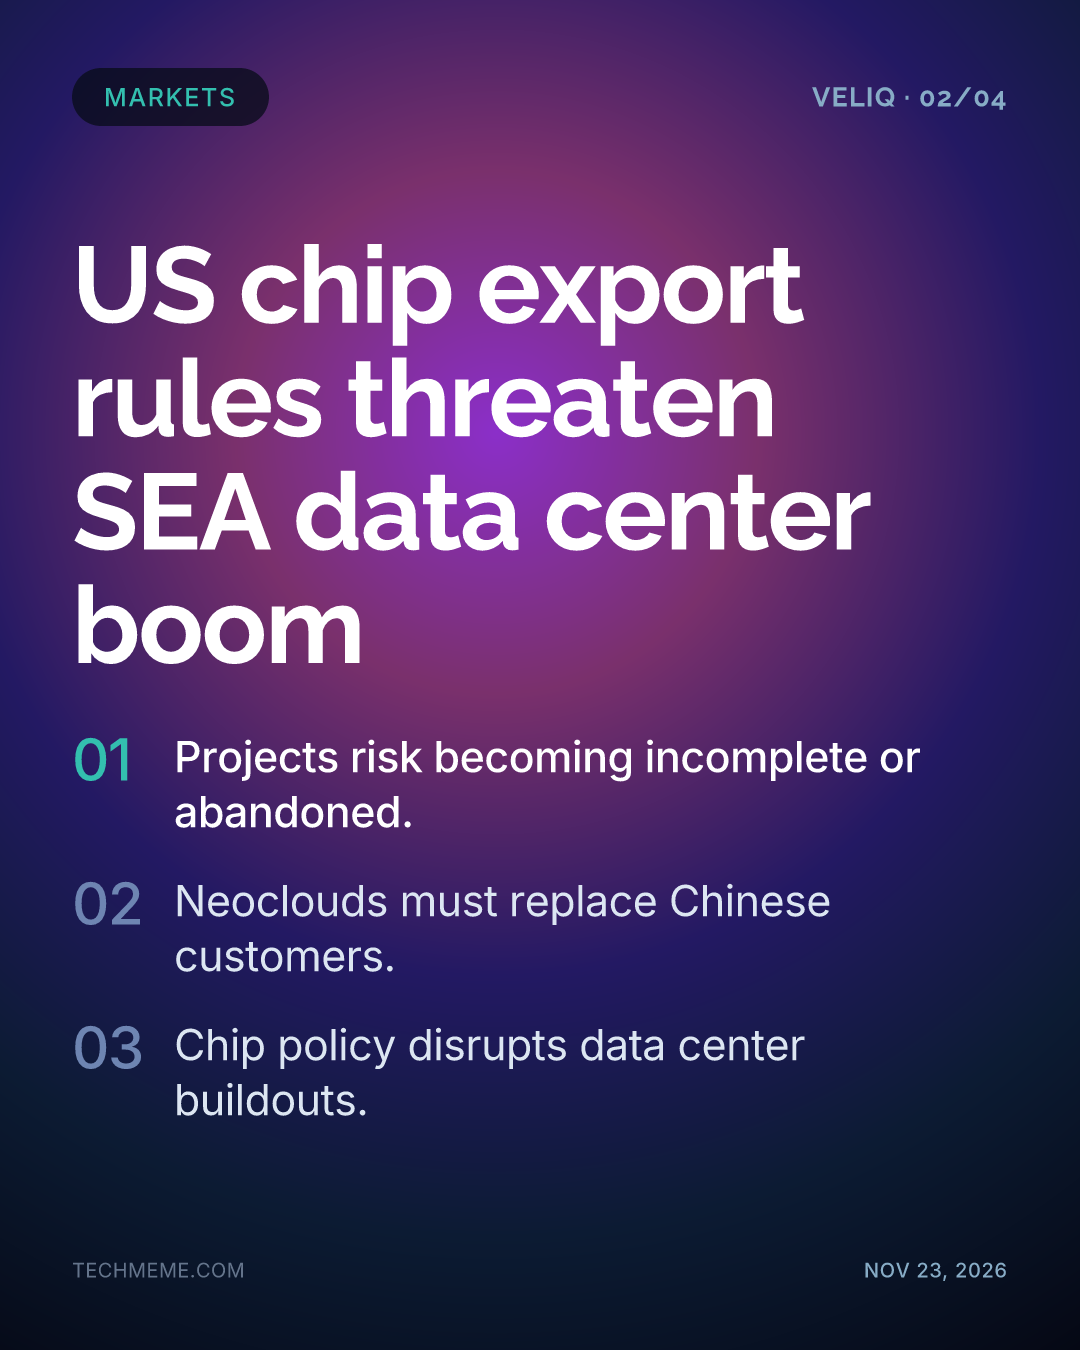 MARKETS
VELIQ · 02/04
US chip export
rules threaten
SEA data center
boom
01 Projects risk becoming incomplete or
abandoned.
02 Neoclouds must replace Chinese
customers.
03 Chip policy disrupts data center
buildouts.
TECHMEME.COM
NOV 23, 2026